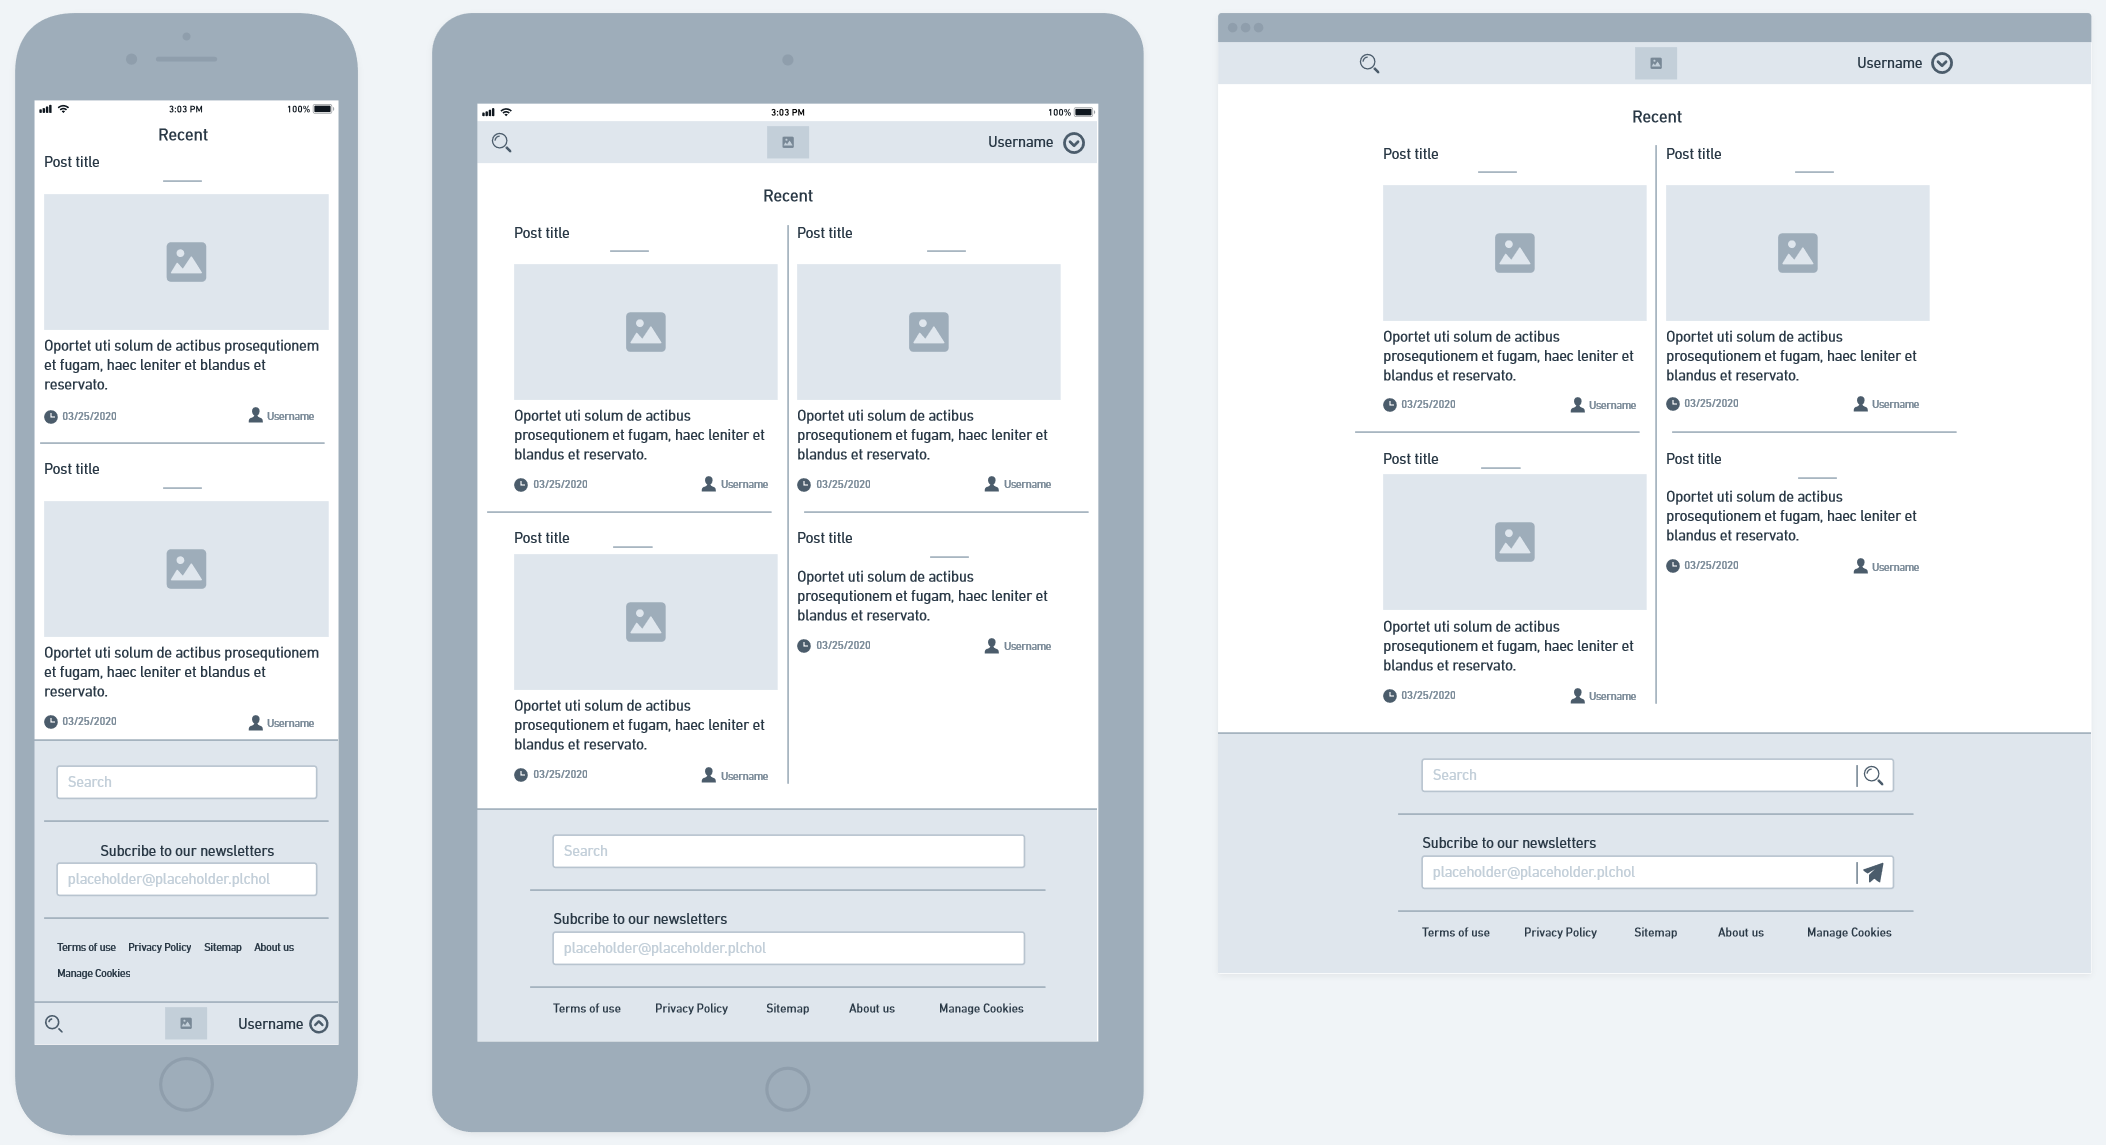 3:03 PM
100%
Recent
Post title
Oportet uti solum de actibus prosequtionem
et fugam, haec leniter et blandus et
reservato.
03/25/2020
Username
Post title
Oportet uti solum de actibus prosequtionem
et fugam, haec leniter et blandus et
reservato.
03/25/2020
Username
Search
Subcribe to our newsletters
placeholder@placeholder.plchol
Terms of use Privacy Policy Sitemap About us
Manage Cookies
Username
3:03 PM
100%
Username
Recent
Post title
Oportet uti solum de actibus
prosequtionem et fugam, haec leniter et
blandus et reservato.
03/25/2020
Username
Post title
Oportet uti solum de actibus
prosequtionem et fugam, haec leniter et
blandus et reservato.
03/25/2020
Username
Post title
Oportet uti solum de actibus
prosequtionem et fugam, haec leniter et
blandus et reservato.
03/25/2020
Username
Post title
Oportet uti solum de actibus
prosequtionem et fugam, haec leniter et
blandus et reservato.
03/25/2020
Username
Search
Subcribe to our newsletters
placeholder@placeholder.plchol
Terms of use Privacy Policy Sitemap About us Manage Cookies
Username
Recent
Post title
Oportet uti solum de actibus
prosequtionem et fugam, haec leniter et
blandus et reservato.
03/25/2020
Username
Post title
Oportet uti solum de actibus
prosequtionem et fugam, haec leniter et
blandus et reservato.
03/25/2020
Username
Post title
Oportet uti solum de actibus
prosequtionem et fugam, haec leniter et
blandus et reservato.
03/25/2020
Username
Post title
Oportet uti solum de actibus
prosequtionem et fugam, haec leniter et
blandus et reservato.
03/25/2020
Username
Search
Subcribe to our newsletters
placeholder@placeholder.plchol
Terms of use Privacy Policy Sitemap About us Manage Cookies